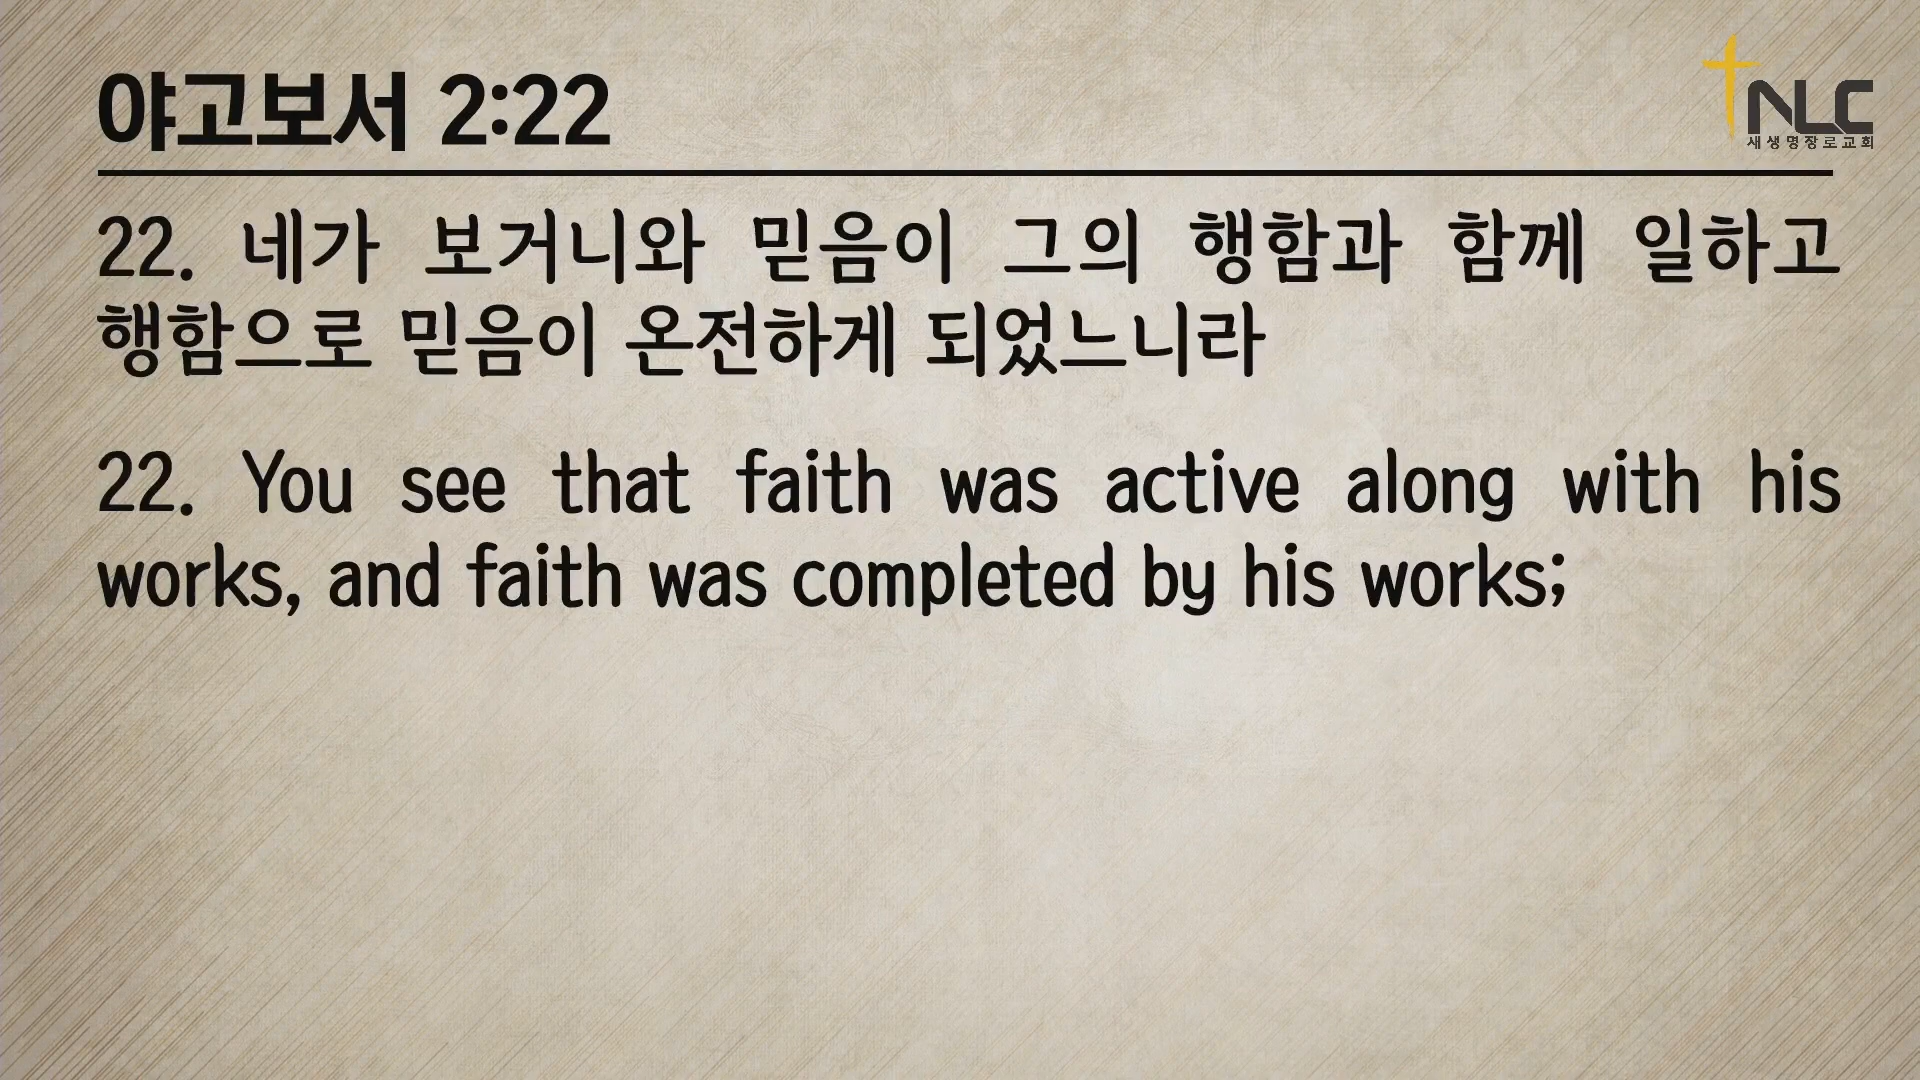 야고보서 2:22
NLC
새생명장로교회
22. 네가 보거니와 믿음이 그의 행함과 함께 일하고
행함으로 믿음이 온전하게 되었느니라
22. You see that faith was active along with his
works, and faith was completed by his works;